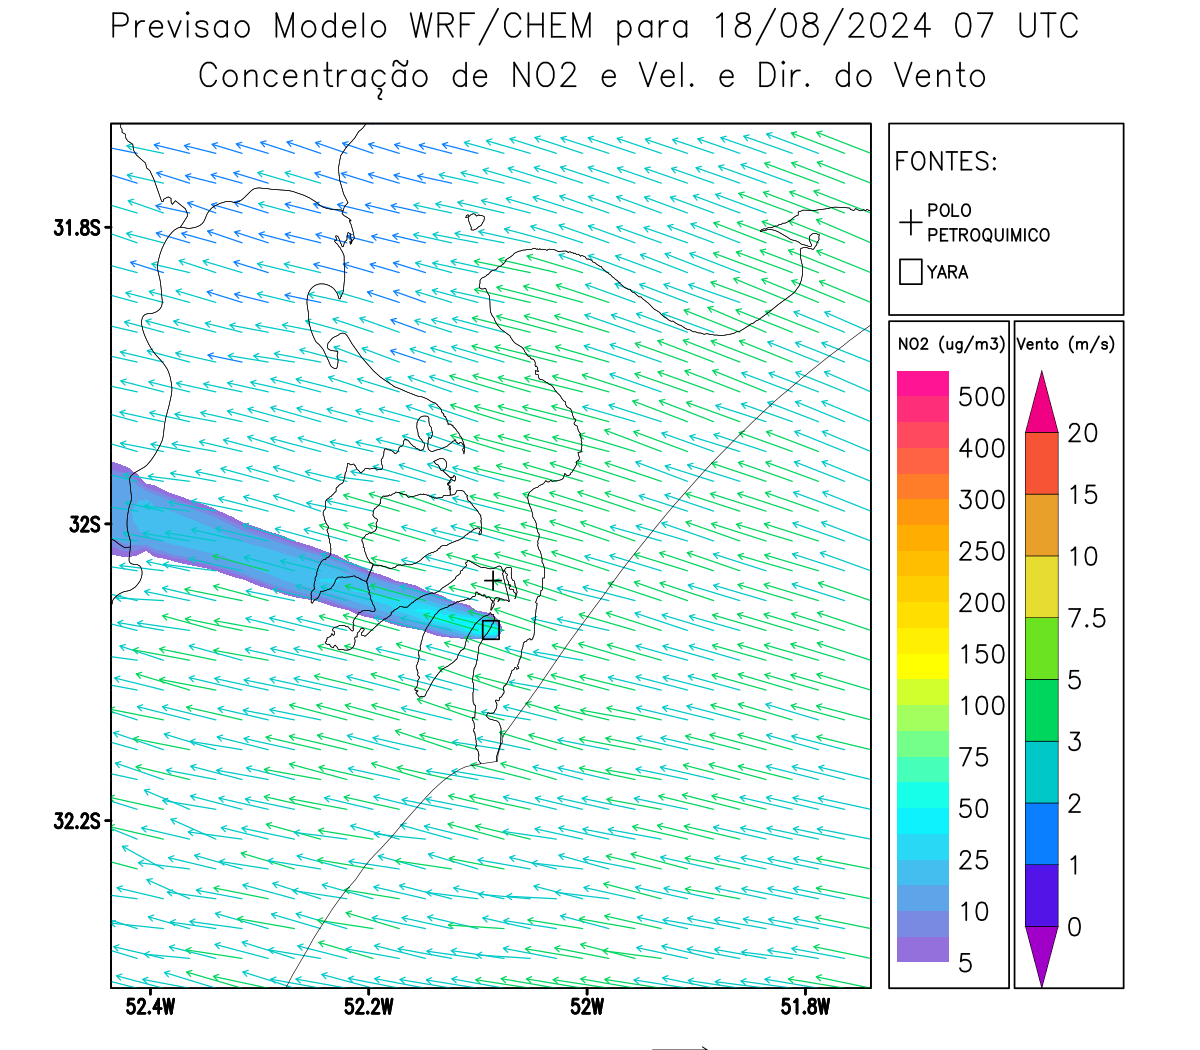 Previsao Modelo WRF/CHEM para 18/08/2024 07 UTC
Concentração de NO2 e Vel. e Dir. do Vento
FONTES:
POLO
PETROQUIMICO
YARA
31.8S
32S
32.2S
52.4W
52.2W
52W
51.8W
NO2 (ug/m3)
500
400
300
250
200
150
100
75
50
25
10
5
Vento (m/s)
20
15
10
7.5
5
3
2
1
0